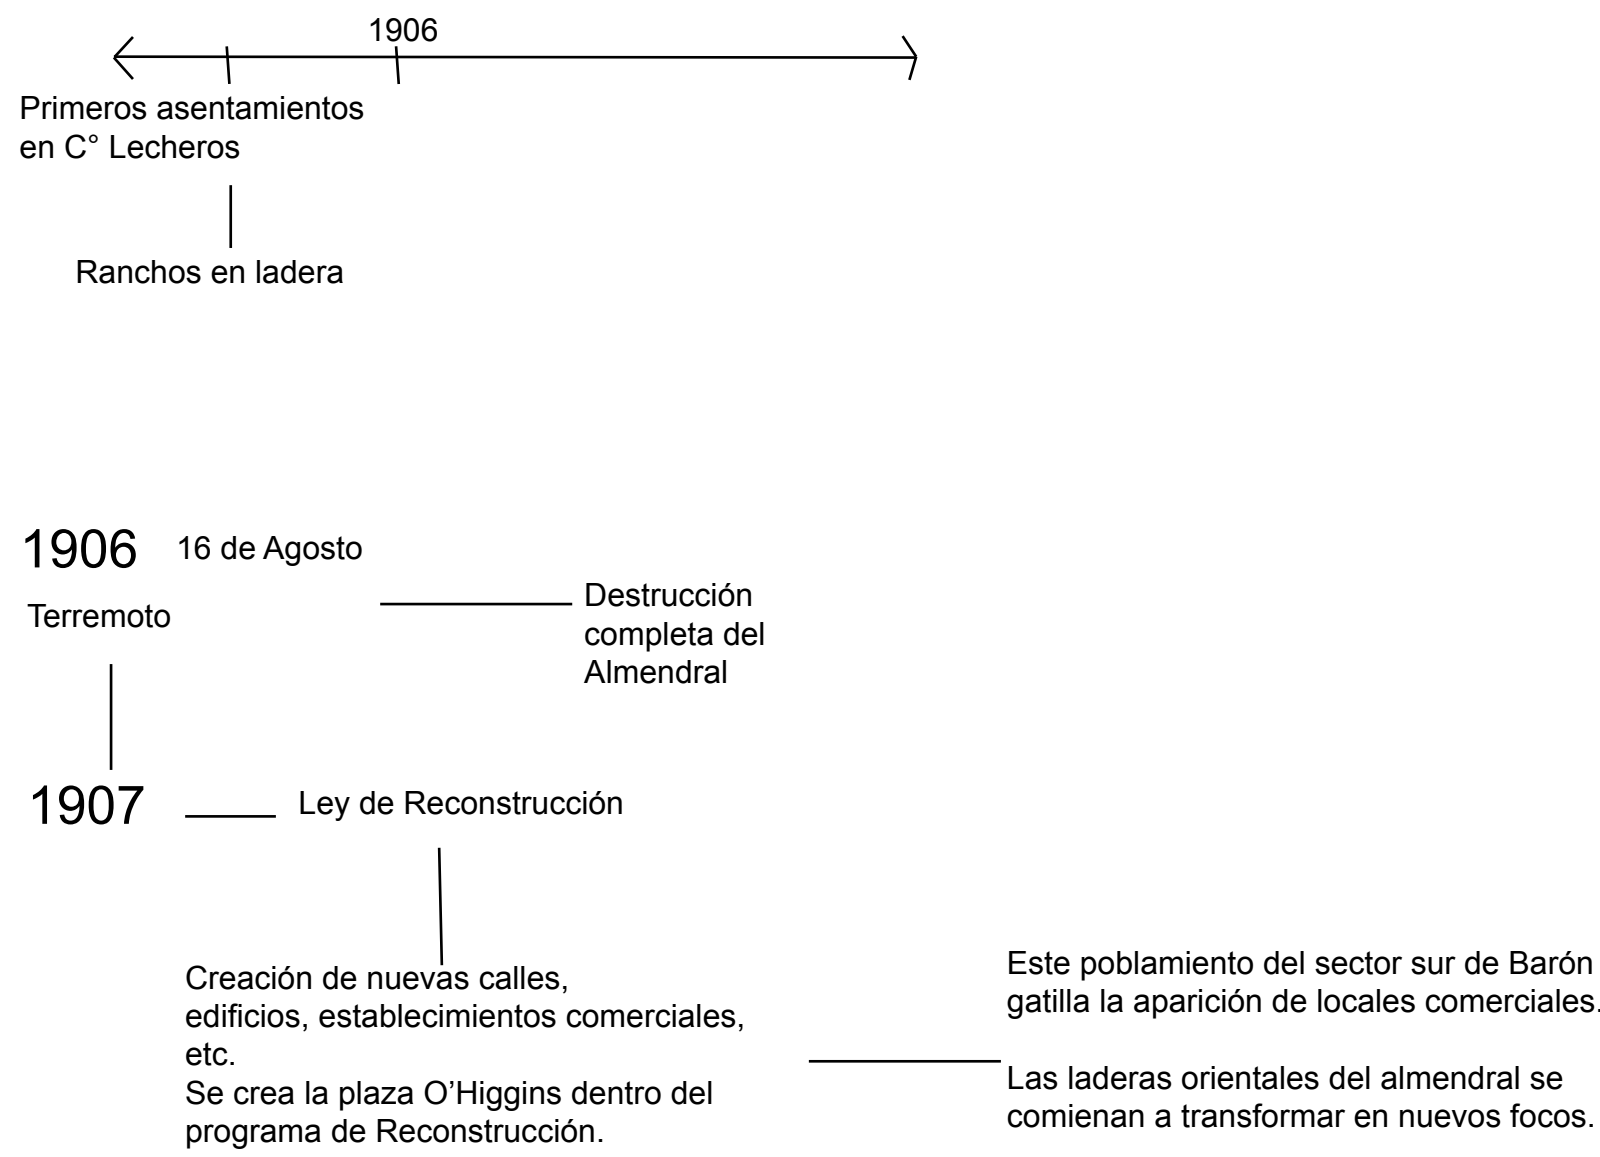 1906
Primeros asentamientos
en C° Lecheros
Ranchos en ladera
1906 16 de Agosto
Terremoto
Destrucción
completa del
Almendral
1907
Ley de Reconstrucción
Creación de nuevas calles,
edificios, establecimientos comerciales,
etc.
Se crea la plaza O’Higgins dentro del
programa de Reconstrucción.
Este poblamiento del sector sur de Barón
gatilla la aparición de locales comerciales.
Las laderas orientales del almendral se
comienan a transformar en nuevos focos.